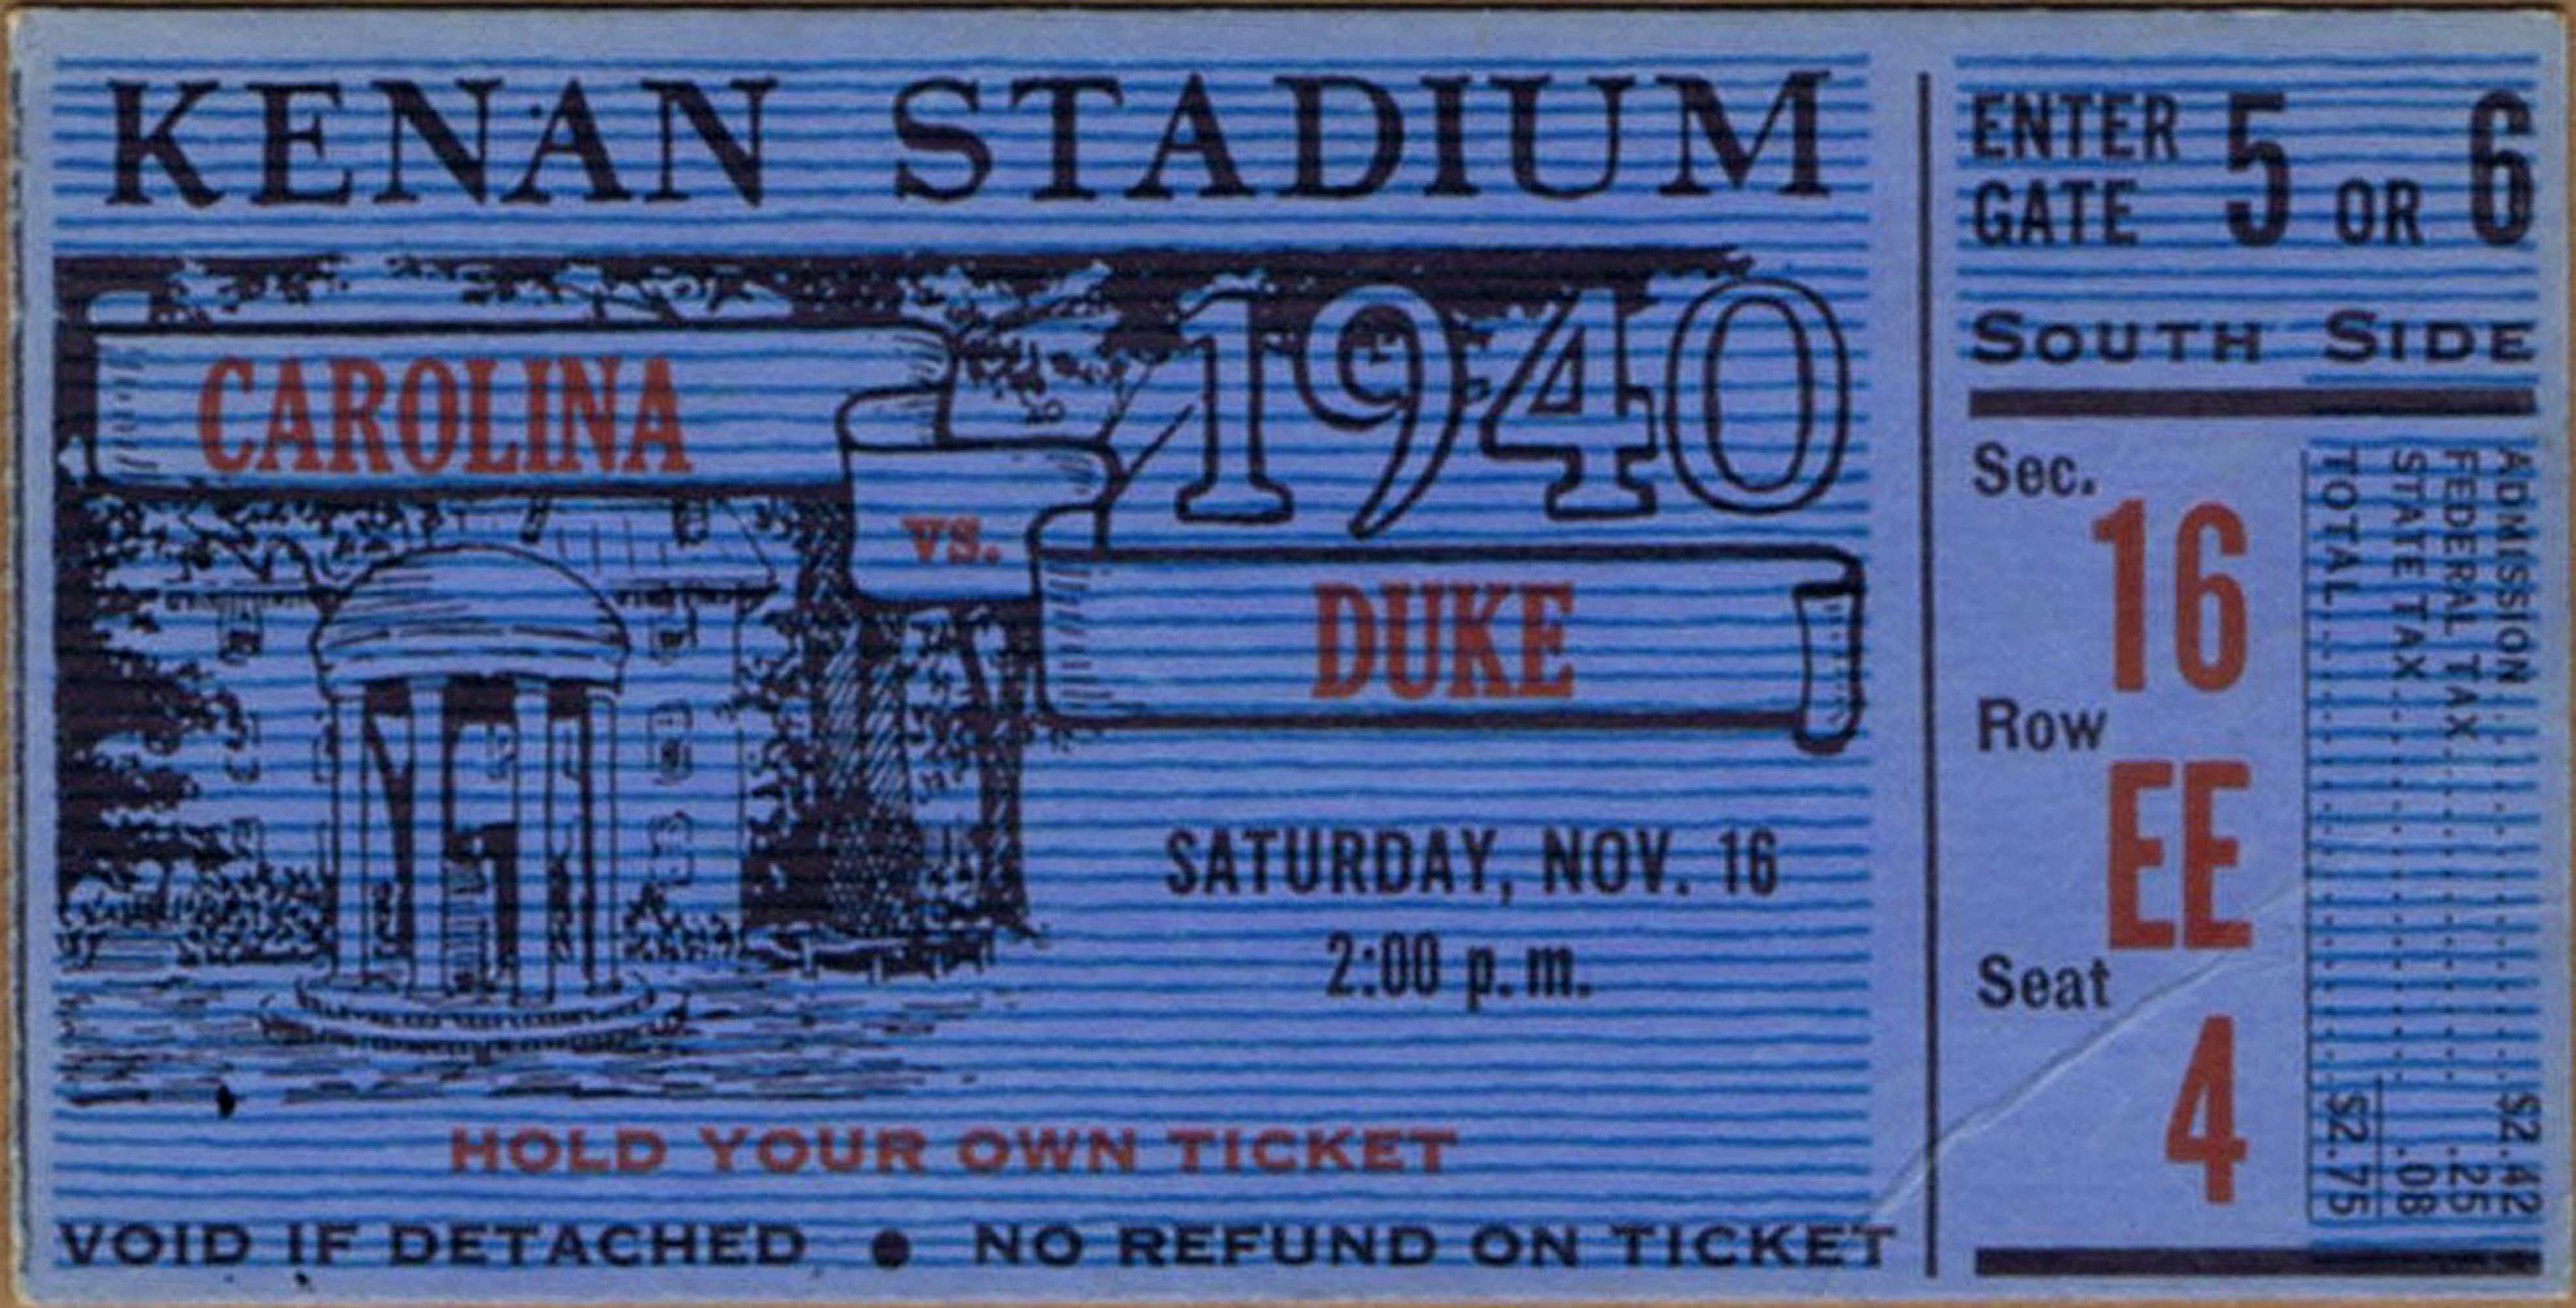 KENAN STADIUM
1940
CAROLINA
VS.
DUKE
SATURDAY, NOV. 16
2:00 p.m.
HOLD YOUR OWN TICKET
VOID IF DETACHED ● NO REFUND ON TICKET
ENTER GATE 5 OR 6
SOUTH SIDE
Sec.
16
Row
EE
Seat
4
ADMISSION $2.42
FEDERAL TAX .25
STATE TAX .08
TOTAL $2.75